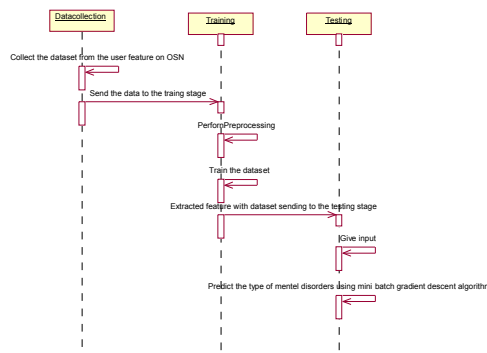 Datacollection
Training
Testing
Collect the dataset from the user feature on OSN
Send the data to the traing stage
PerfornPreprocessing
Train the dataset
Extracted feature with dataset sending to the testing stage
Give input
Predict the type of mentel disorders using mini batch gradient descent algorithm